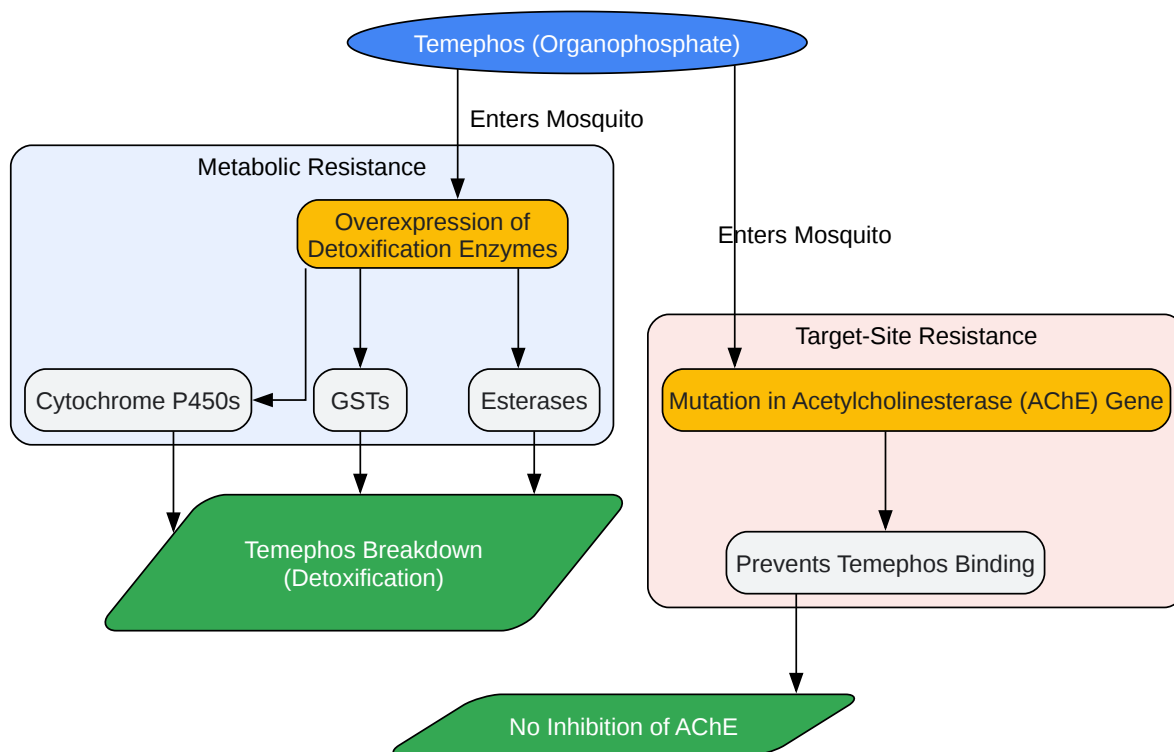 Temephos (Organophosphate)
Enters Mosquito
Metabolic Resistance
Overexpression of
Detoxification Enzymes
Enters Mosquito
Target-Site Resistance
Cytochrome P450s
GSTs
Esterases
Mutation in Acetylcholinesterase (AChE) Gene
Temephos Breakdown
(Detoxification)
Prevents Temephos Binding
No Inhibition of AChE